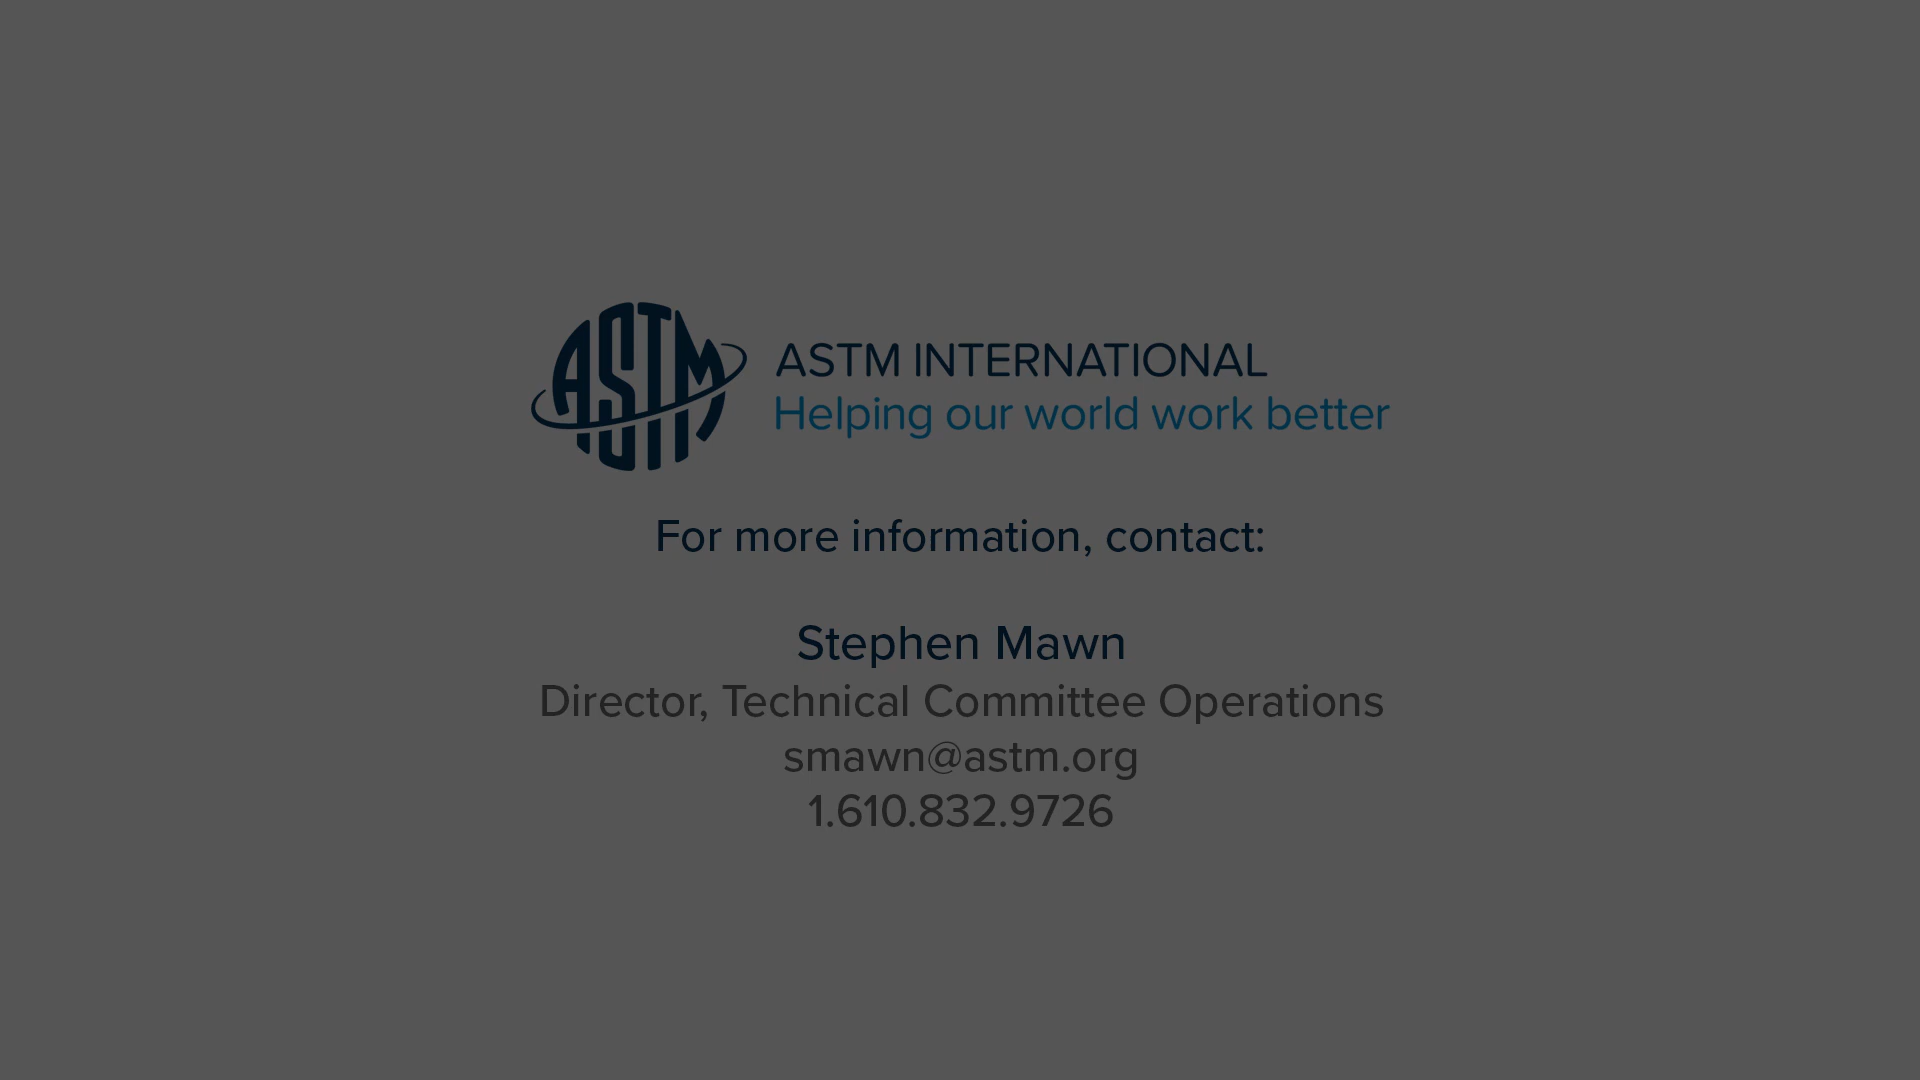 ASTM
ASTM INTERNATIONAL
Helping our world work better
For more information, contact:
Stephen Mawn
Director, Technical Committee Operations
smawn@astm.org
1.610.832.9726